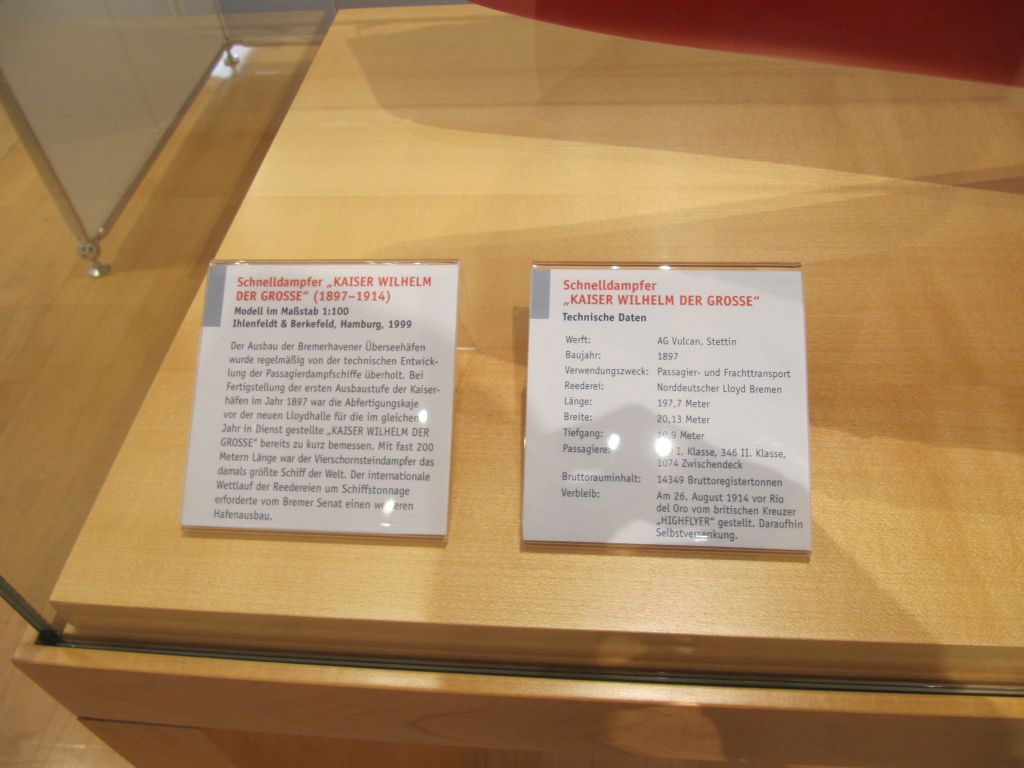 Schnelldampfer „KAISER WILHELM
DER GROSSE“ (1897–1914)
Modell im Maßstab 1:100
Ihlenfeldt & Berkefeld, Hamburg, 1999
Der Ausbau der Bremerhavener Überseehäfen
wurde regelmäßig von der technischen Entwick-
lung der Passagierdampfschiffe überholt. Bei
Fertigstellung der ersten Ausbaustufe der Kaiser-
häfen im Jahr 1897 war die Abfertigungskaje
vor der neuen Lloydhalle für die im gleichen
Jahr in Dienst gestellte „KAISER WILHELM DER
GROSSE“ bereits zu kurz bemessen. Mit fast 200
Metern Länge war der Vierschornsteindampfer das
damals größte Schiff der Welt. Der internationale
Wettlauf der Reedereien um Schiffstonnage
erforderte vom Bremer Senat einen weiteren
Hafenausbau.
Schnelldampfer
„KAISER WILHELM DER GROSSE“
Technische Daten
Werft: AG Vulcan, Stettin
Baujahr: 1897
Verwendungszweck: Passagier- und Frachttransport
Reederei: Norddeutscher Lloyd Bremen
Länge: 197,7 Meter
Breite: 20,13 Meter
Tiefgang: Meter
Passagiere: I. Klasse, 346 II. Klasse,
1074 Zwischendeck
Bruttorauminhalt: 14349 Bruttoregistertonnen
Verbleib: Am 26. August 1914 vor Rio
del Oro vom britischen Kreuzer
„HIGHFLYER“ gestellt. Daraufhin
Selbstversenkung.